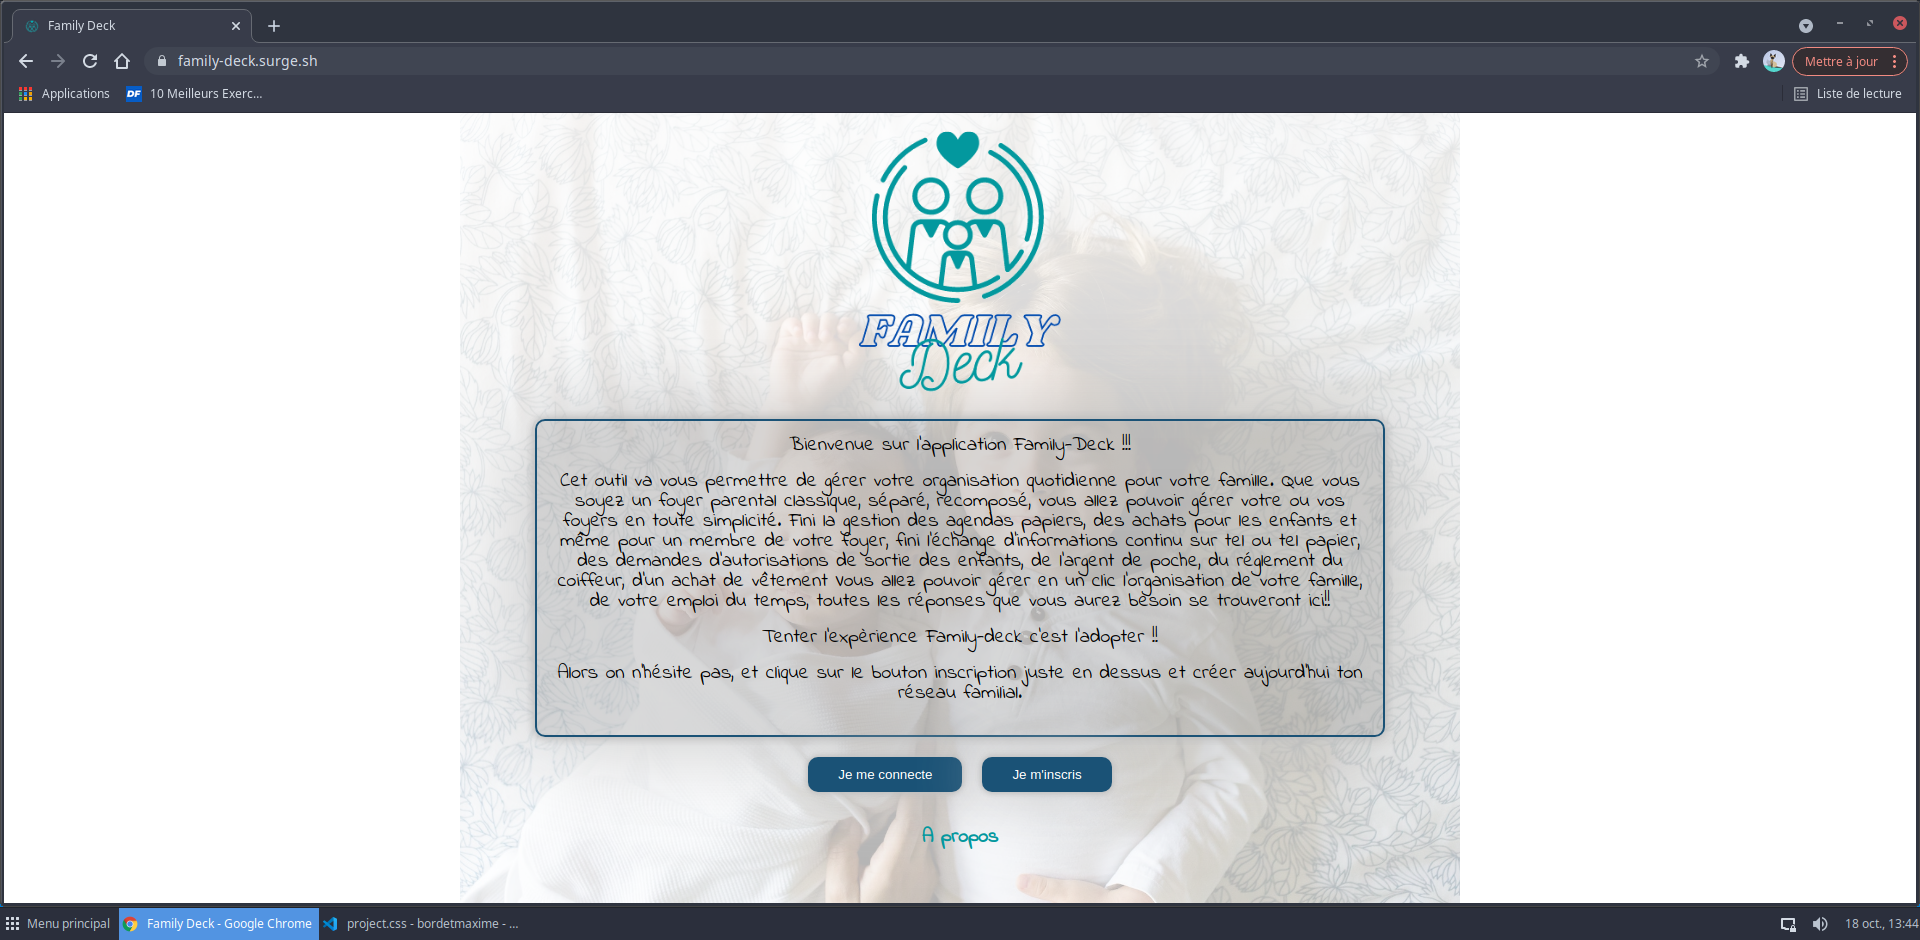 Family Deck
family-deck.surge.sh
Mettre à jour
Applications
10 Meilleurs Exerc...
Liste de lecture
FAMILY
Deck
Bienvenue sur l'application Family-Deck !!!
Cet outil va vous permettre de gérer votre organisation quotidienne pour votre famille. Que vous
soyez un foyer parental classique, séparé, recomposé, vous allez pouvoir gérer votre ou vos
foyers en toute simplicité. Fini la gestion des agendas papiers, des achats pour les enfants et
même pour un membre de votre foyer, fini l'échange d'informations continu sur tel ou tel papier,
des demandes d'autorisations de sortie des enfants, de l'argent de poche, du réglement du
coiffeur, d'un achat de vêtement Vous allez pouvoir gérer en un clic l'organisation de votre famille,
de votre emploi du temps, toutes les réponses que vous aurez besoin se trouveront ici!!
Tenter l'expèrience Family-deck c'est l'adopter !!
Alors on n'hésite pas, et clique sur le bouton inscription juste en dessus et créer aujourd'hui ton
réseau familial.
Je me connecte
Je m'inscris
A propos
Menu principal
Family Deck - Google Chrome
project.css - bordetmaxime - ...
18 oct., 13:44